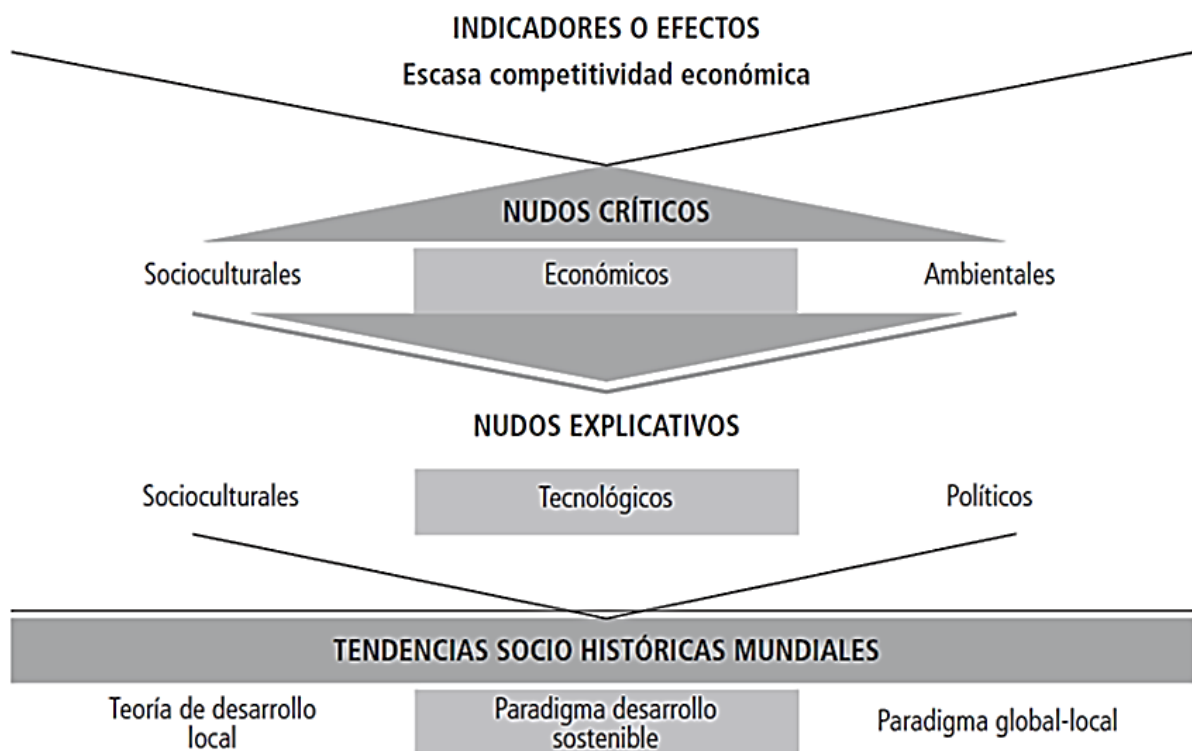 INDICADORES O EFECTOS
Escasa competitividad económica
NUDOS CRÍTICOS
Socioculturales
Económicos
Ambientales
NUDOS EXPLICATIVOS
Socioculturales
Tecnológicos
Políticos
TENDENCIAS SOCIO HISTÓRICAS MUNDIALES
Teoría de desarrollo
local
Paradigma desarrollo
sostenible
Paradigma global-local